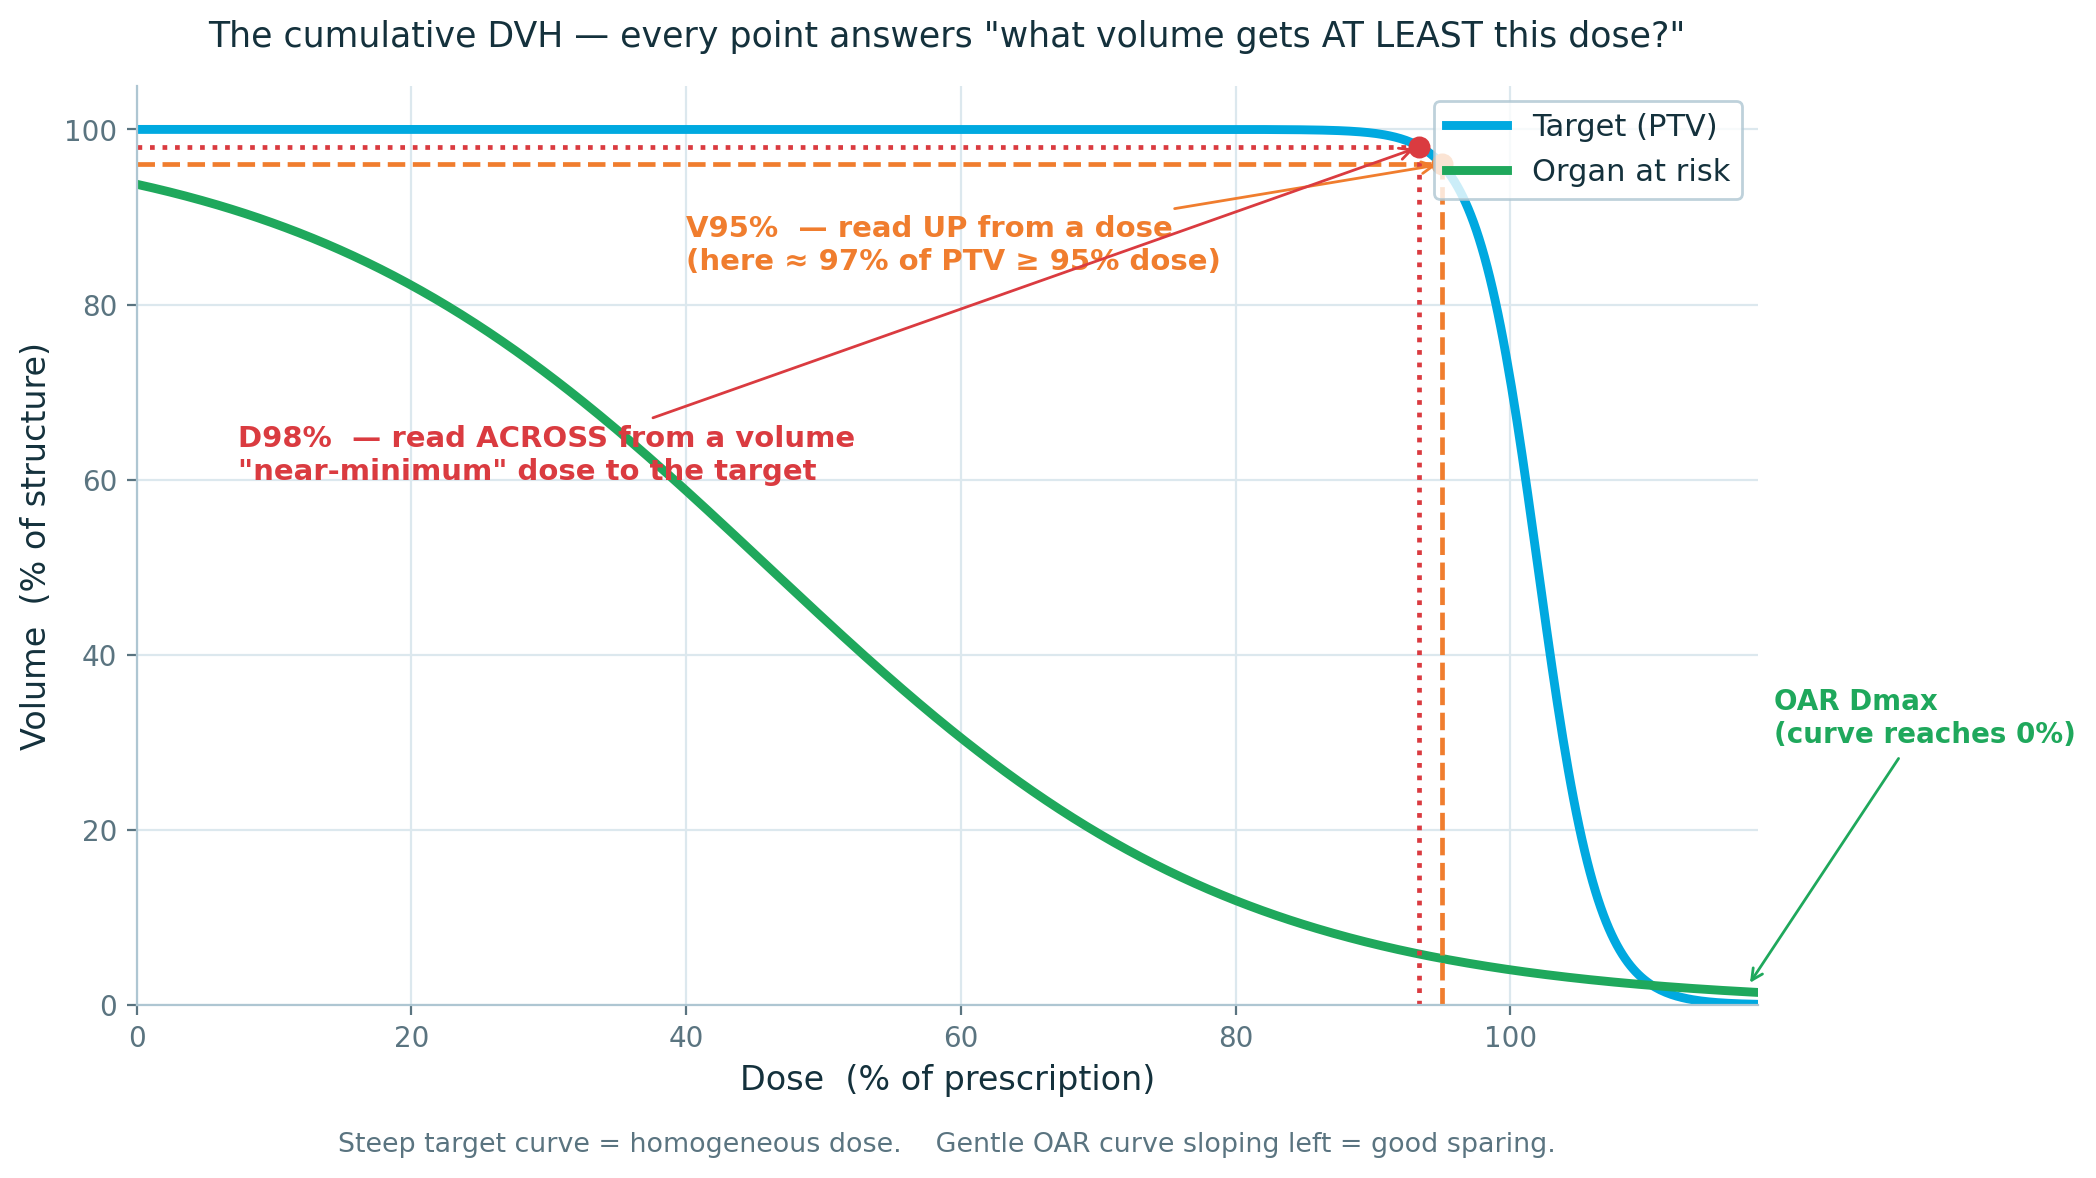 The cumulative DVH — every point answers "what volume gets AT LEAST this dose?"
Target (PTV)
Organ at risk
V95%  — read UP from a dose
(here ≈ 97% of PTV ≥ 95% dose)
D98%  — read ACROSS from a volume
"near-minimum" dose to the target
OAR Dmax
(curve reaches 0%)
Volume  (% of structure)
100
80
60
40
20
0
0 20 40 60 80 100
Dose  (% of prescription)
Steep target curve = homogeneous dose.    Gentle OAR curve sloping left = good sparing.